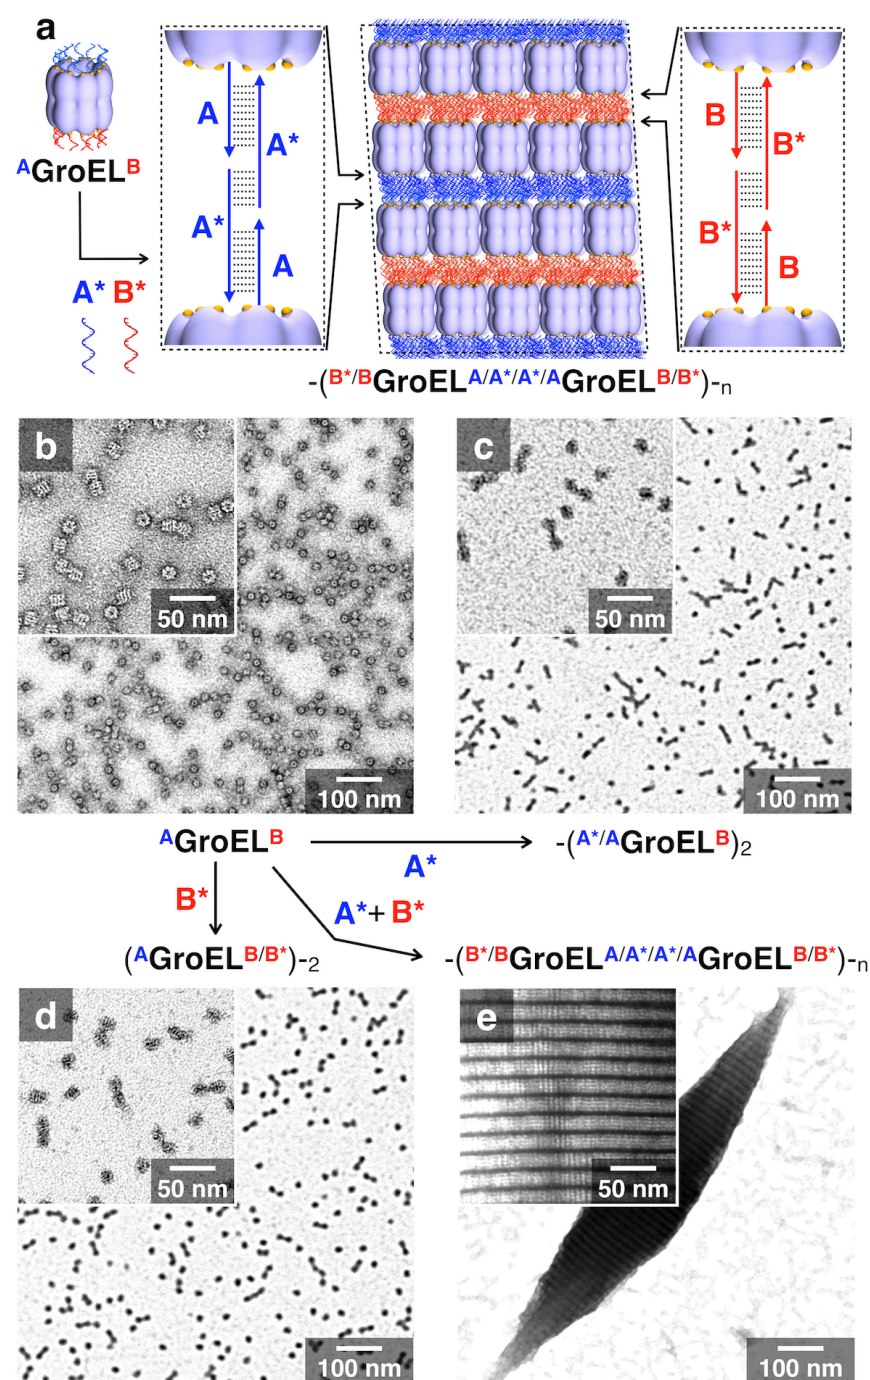 a
A
A*
A*
A
B
B*
B*
B
AGroELB
A* B*
-(B*/BGroELA/A*/A*/AGroELB/B*)-n
b
50 nm
100 nm
c
50 nm
100 nm
AGroELB
A*
-(A*/AGroELB)2
B*
A*+ B*
(AGroELB/B*)-2
-(B*/BGroELA/A*/A*/AGroELB/B*)-n
d
50 nm
100 nm
e
50 nm
100 nm